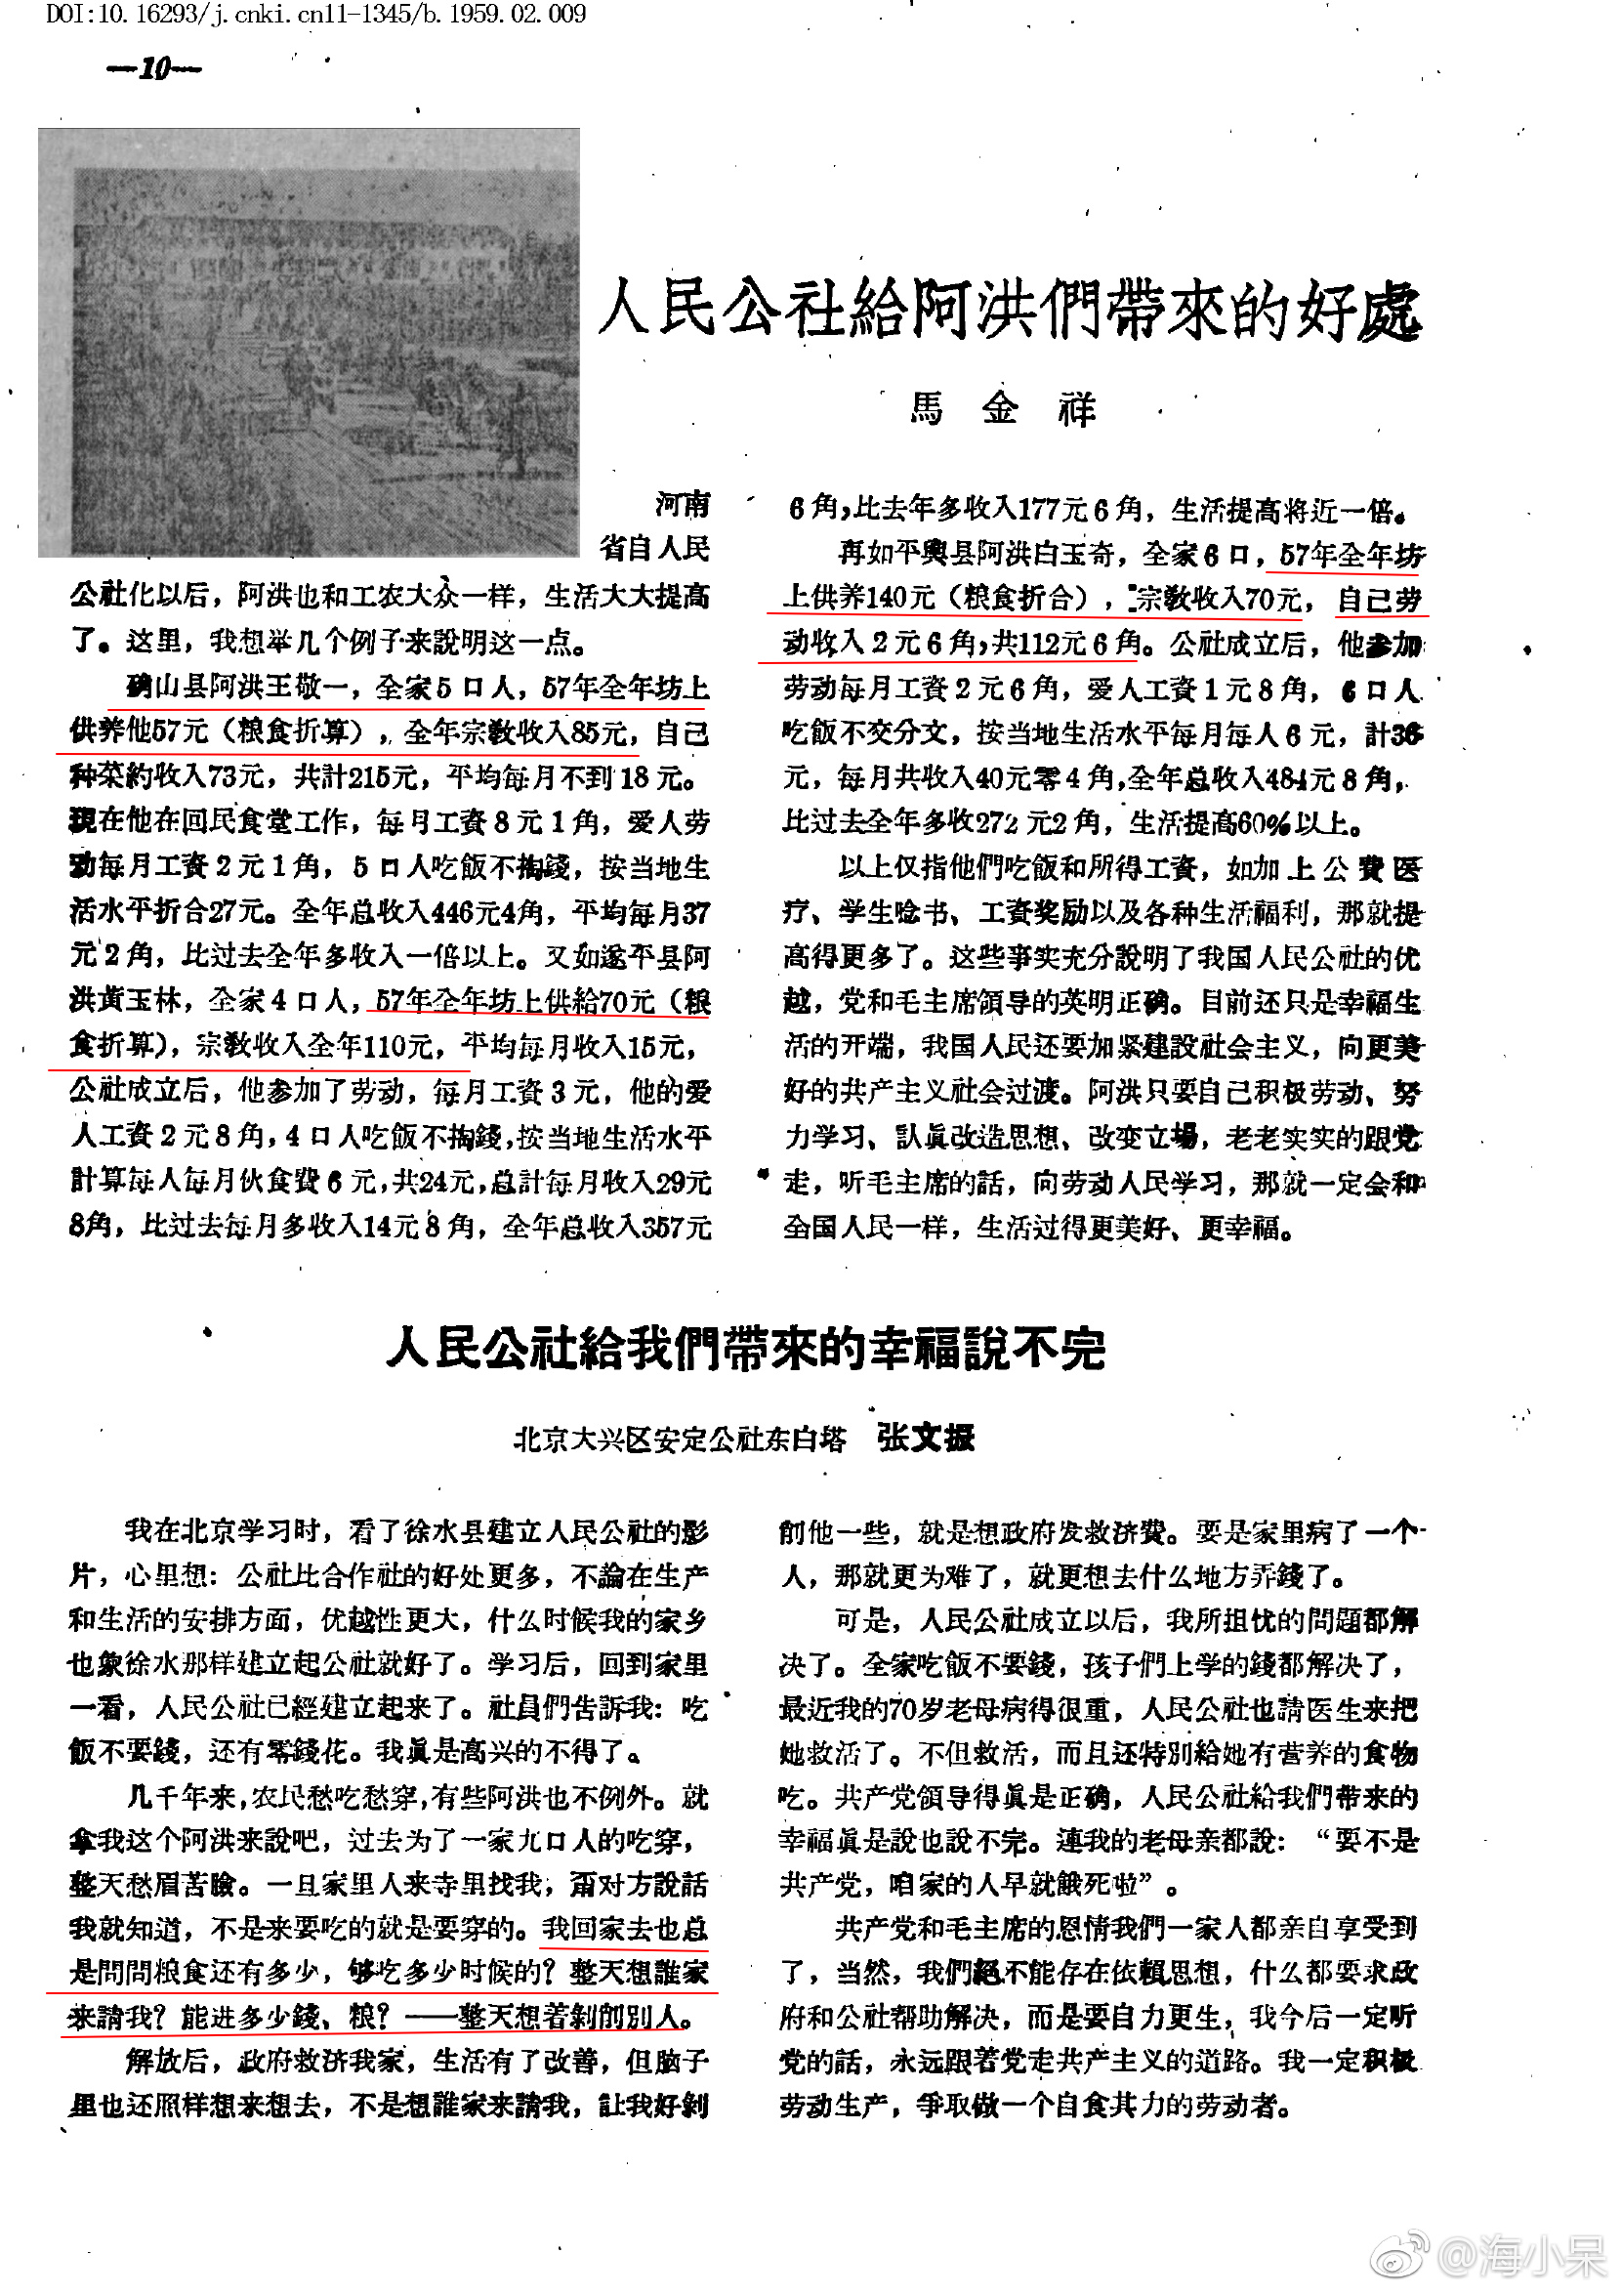 DOI:10.16293/j.cnki.cn11-1345/b.1959.02.009
—10—
人民公社給阿洪們帶來的好處
馬金祥
河南
省自人民
公社化以后，阿洪也和工农大众一样，生活大大提高
了。这里，我想举几个例子来說明这一点。
确山县阿洪王敬一，全家5口人，57年全年坊上
供养他57元（粮食折算），全年宗教收入85元，自己
种菜約收入73元，共計215元，平均每月不到18元。
現在他在回民食堂工作，每月工資8元1角，爱人劳
动每月工資2元1角，5口人吃飯不掏錢，按当地生
活水平折合27元。全年总收入446元4角，平均每月37
元2角，比过去全年多收入一倍以上。又如遂平县阿
洪黃玉林，全家4口人，57年全年坊上供給70元（粮
食折算），宗教收入全年110元，平均每月收入15元，
公社成立后，他参加了劳动，每月工資3元，他的爱
人工資2元8角，4口人吃飯不掏錢，按当地生活水平
計算每人每月伙食費6元，共24元，总計每月收入29元
8角，比过去每月多收入14元8角，全年总收入357元
6角，比去年多收入177元6角，生活提高将近一倍。
再如平輿县阿洪白玉奇，全家6口，57年全年坊
上供养140元（粮食折合），宗教收入70元，自己劳
动收入2元6角，共112元6角。公社成立后，他参加
劳动每月工資2元6角，爱人工資1元8角，6口人
吃飯不交分文，按当地生活水平每月每人6元，計36
元，每月共收入40元零4角，全年总收入484元8角，
比过去全年多收272元2角，生活提高60%以上。
以上仅指他們吃飯和所得工資，如加上公費医
疗、学生唸书、工資奖励以及各种生活福利，那就提
高得更多了。这些事实充分說明了我国人民公社的优
越，党和毛主席領导的英明正确。目前还只是幸福生
活的开端，我国人民还要加紧建設社会主义，向更美
好的共产主义社会过渡。阿洪只要自己积极劳动、努
力学习、認眞改造思想、改变立場，老老实实的跟党
走，听毛主席的話，向劳动人民学习，那就一定会和
全国人民一样，生活过得更美好、更幸福。
人民公社給我們帶來的幸福說不完
北京大兴区安定公社东白塔 张文振
我在北京学习时，看了徐水县建立人民公社的影
片，心里想：公社比合作社的好处更多，不論在生产
和生活的安排方面，优越性更大，什么时候我的家乡
也象徐水那样建立起公社就好了。学习后，回到家里
一看，人民公社已經建立起来了。社員們告訴我：吃
飯不要錢，还有零錢花。我眞是高兴的不得了。
几千年来，农民愁吃愁穿，有些阿洪也不例外。就
拿我这个阿洪来說吧，过去为了一家九口人的吃穿，
整天愁眉苦臉。一旦家里人来寺里找我，甭对方說話
我就知道，不是来要吃的就是要穿的。我回家去也总
是問問粮食还有多少，够吃多少时候的？整天想誰家
来請我？能进多少錢、粮？——整天想着剝削別人。
解放后，政府救济我家，生活有了改善，但脑子
里也还照样想来想去，不是想誰家来請我，让我好剝
削他一些，就是想政府发救济費。要是家里病了一个
人，那就更为难了，就更想去什么地方弄錢了。
可是，人民公社成立以后，我所担忧的問題都解
决了。全家吃飯不要錢，孩子們上学的錢都解决了，
最近我的70岁老母病得很重，人民公社也請医生来把
她救活了。不但救活，而且还特別給她有营养的食物
吃。共产党領导得眞是正确，人民公社給我們带来的
幸福眞是說也說不完。連我的老母亲都說：“要不是
共产党，咱家的人早就餓死啦”。
共产党和毛主席的恩情我們一家人都亲自享受到
了，当然，我們絕不能存在依賴思想，什么都要求政
府和公社帮助解决，而是要自力更生，我今后一定听
党的話，永远跟着党走共产主义的道路。我一定积极
劳动生产，争取做一个自食其力的劳动者。
@海小呆